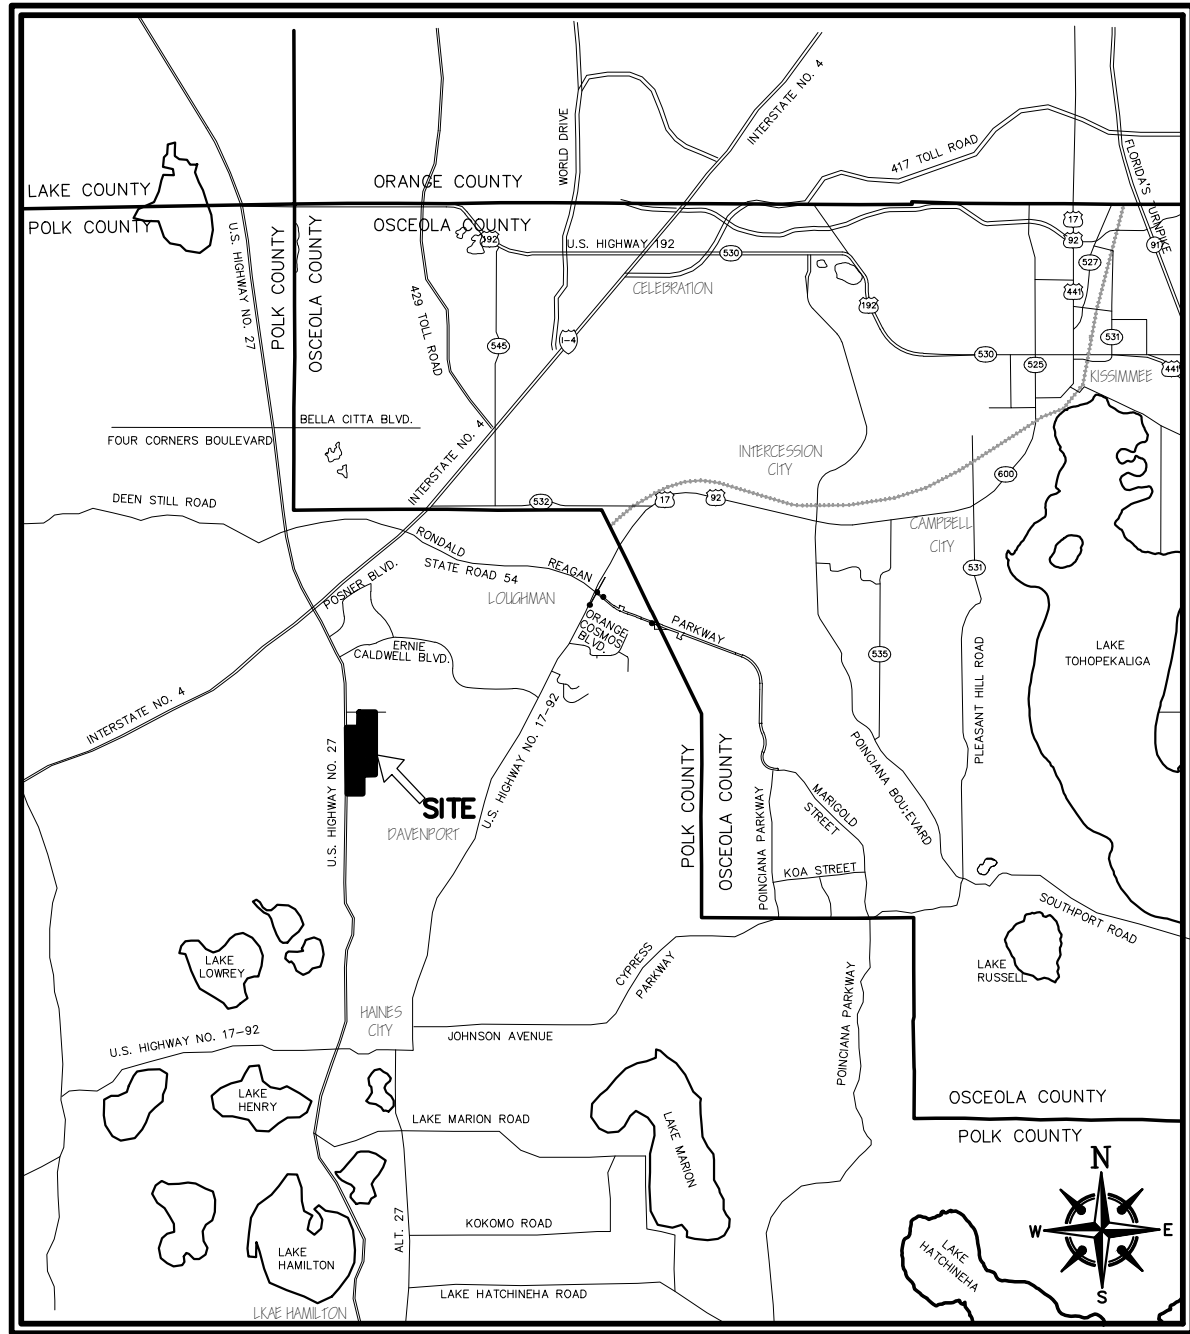 INTERSTATE NO. 4
WORLD DRIVE
417 TOLL ROAD
FLORIDA'S TURNPIKE
LAKE COUNTY
POLK COUNTY
ORANGE COUNTY
OSCEOLA COUNTY
U.S. HIGHWAY NO. 27
POLK COUNTY
OSCEOLA COUNTY
192
U.S. HIGHWAY 192
530
17
92
91
527
CELEBRATION
429 TOLL ROAD
441
192
545
I-4
531
530
525
441
KISSIMMEE
BELLA CITTA BLVD.
FOUR CORNERS BOULEVARD
INTERSTATE NO. 4
INTERCESSION
CITY
600
DEEN STILL ROAD
532
17
92
CAMPBELL
CITY
RONDALD
REAGAN
PARKWAY
STATE ROAD 54
POSNER BLVD.
LOUGHMAN
531
ORANGE
COSMOS
BLVD.
ERNIE
CALDWELL BLVD.
535
LAKE
TOHOPEKALIGA
PLEASANT HILL ROAD
INTERSTATE NO. 4
U.S. HIGHWAY NO. 27
U.S. HIGHWAY NO. 17-92
SITE
DAVENPORT
POLK COUNTY
OSCEOLA COUNTY
POINCIANA PARKWAY
MARIGOLD
STREET
POINCIANA BOU;EVARD
KOA STREET
SOUTHPORT ROAD
LAKE
LOWREY
CYPRESS
PARKWAY
LAKE
RUSSELL
POINCIANA PARKWAY
HAINES
CITY
U.S. HIGHWAY NO. 17-92
JOHNSON AVENUE
LAKE
HENRY
LAKE MARION ROAD
LAKE MARION
OSCEOLA COUNTY
POLK COUNTY
N
W
E
S
KOKOMO ROAD
ALT. 27
LAKE
HAMILTON
LAKE
HATCHINEHA
LAKE HATCHINEHA ROAD
LKAE HAMILTON